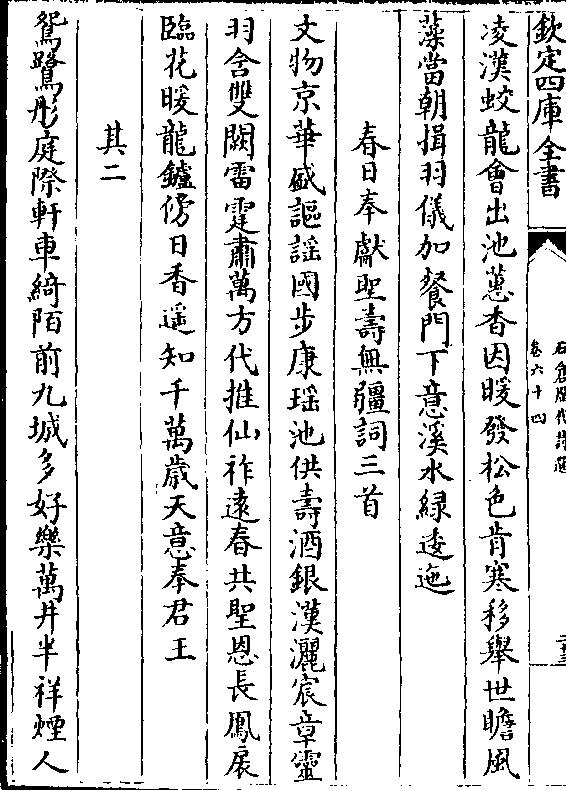 欽定四庫全書
石倉歷代詩選
卷六十四
二十三
凌漢蛟龍會出池蕙香因暖發松色肯寒移舉世瞻風
藻當朝揖羽儀加餐門下意溪水綠逶迤
春日奉獻聖壽無疆詞三首
文物京華盛謳謡國步康瑶池供壽酒銀漢灑宸章靈
羽含雙闕雷霆肅萬方代推仙祚遠春共聖恩長鳳扆
臨花暖龍鑪傍日香遥知千萬歲天意奉君王
其二
鴛鷺彤庭際軒車綺陌前九城多好樂萬井半祥煙人